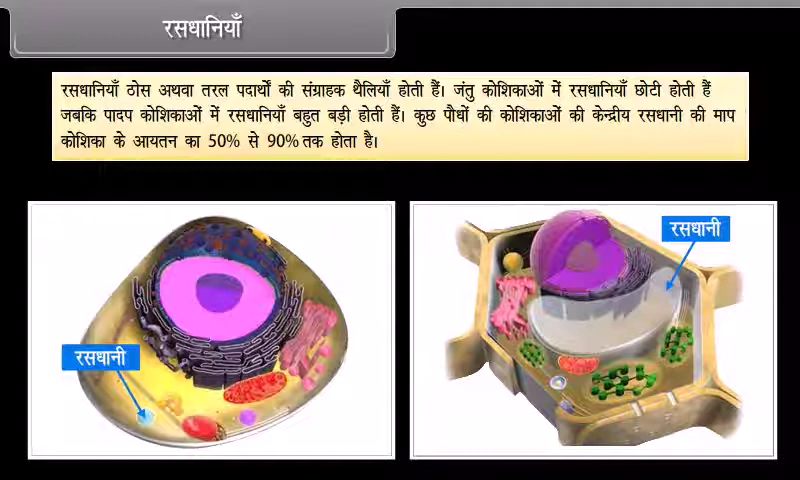 रसधानियाँ
रसधानियाँ ठोस अथवा तरल पदार्थों की संग्राहक थैलियाँ होती हैं। जंतु कोशिकाओं में रसधानियाँ छोटी होती हैं
जबकि पादप कोशिकाओं में रसधानियाँ बहुत बड़ी होती हैं। कुछ पौधों की कोशिकाओं की केन्द्रीय रसधानी की माप
कोशिका के आयतन का 50% से 90% तक होता है।
रसधानी
रसधानी